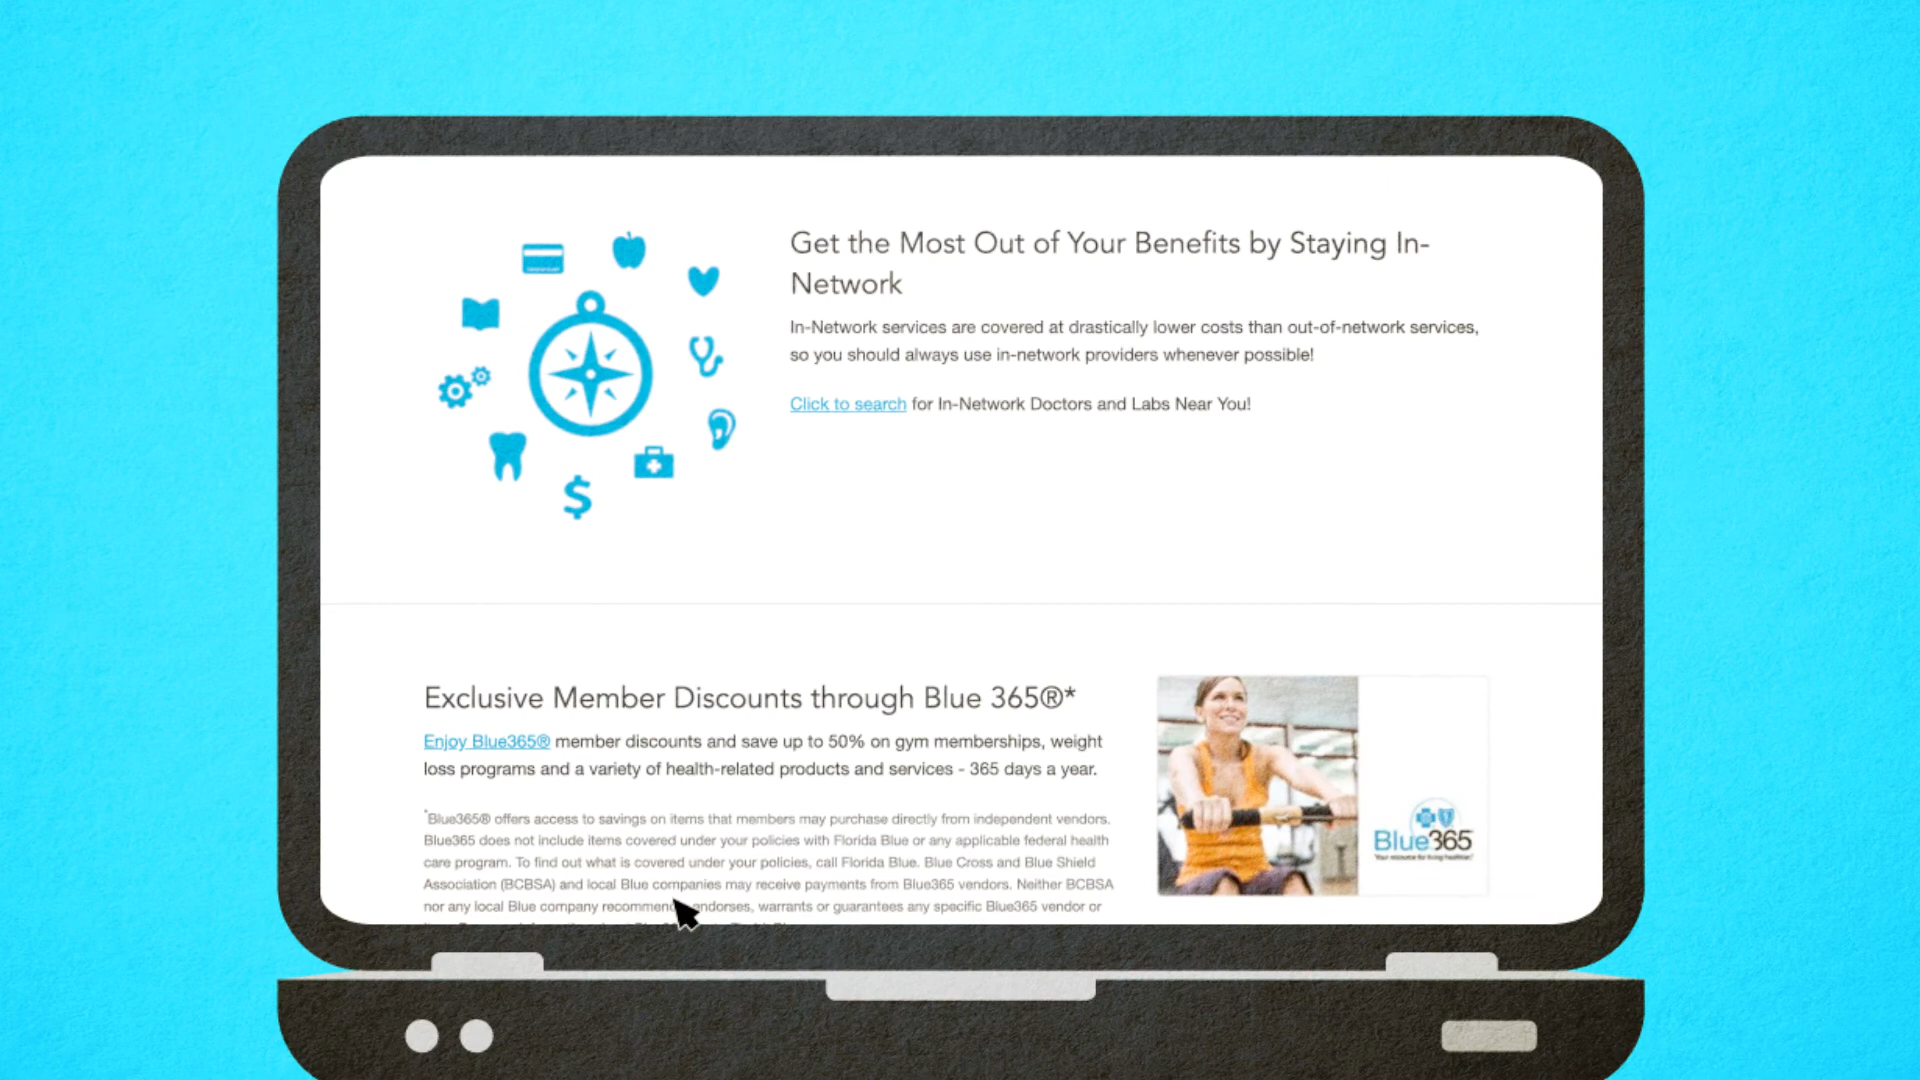 Get the Most Out of Your Benefits by Staying In-
Network
In-Network services are covered at drastically lower costs than out-of-network services,
so you should always use in-network providers whenever possible!
Click to search for In-Network Doctors and Labs Near You!
$
Exclusive Member Discounts through Blue 365®*
Enjoy Blue365® member discounts and save up to 50% on gym memberships, weight
loss programs and a variety of health-related products and services - 365 days a year.
*Blue365® offers access to savings on items that members may purchase directly from independent vendors.
Blue365 does not include items covered under your policies with Florida Blue or any applicable federal health
care program. To find out what is covered under your policies, call Florida Blue. Blue Cross and Blue Shield
Association (BCBSA) and local Blue companies may receive payments from Blue365 vendors. Neither BCBSA
nor any local Blue company endorses, warrants or guarantees any specific Blue365 vendor or
Blue365
Your resource for living healthier.